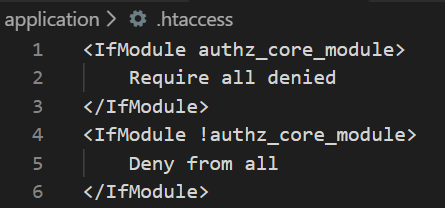 application > .htaccess
1 <IfModule authz_core_module>
2     Require all denied
3 </IfModule>
4 <IfModule !authz_core_module>
5     Deny from all
6 </IfModule>